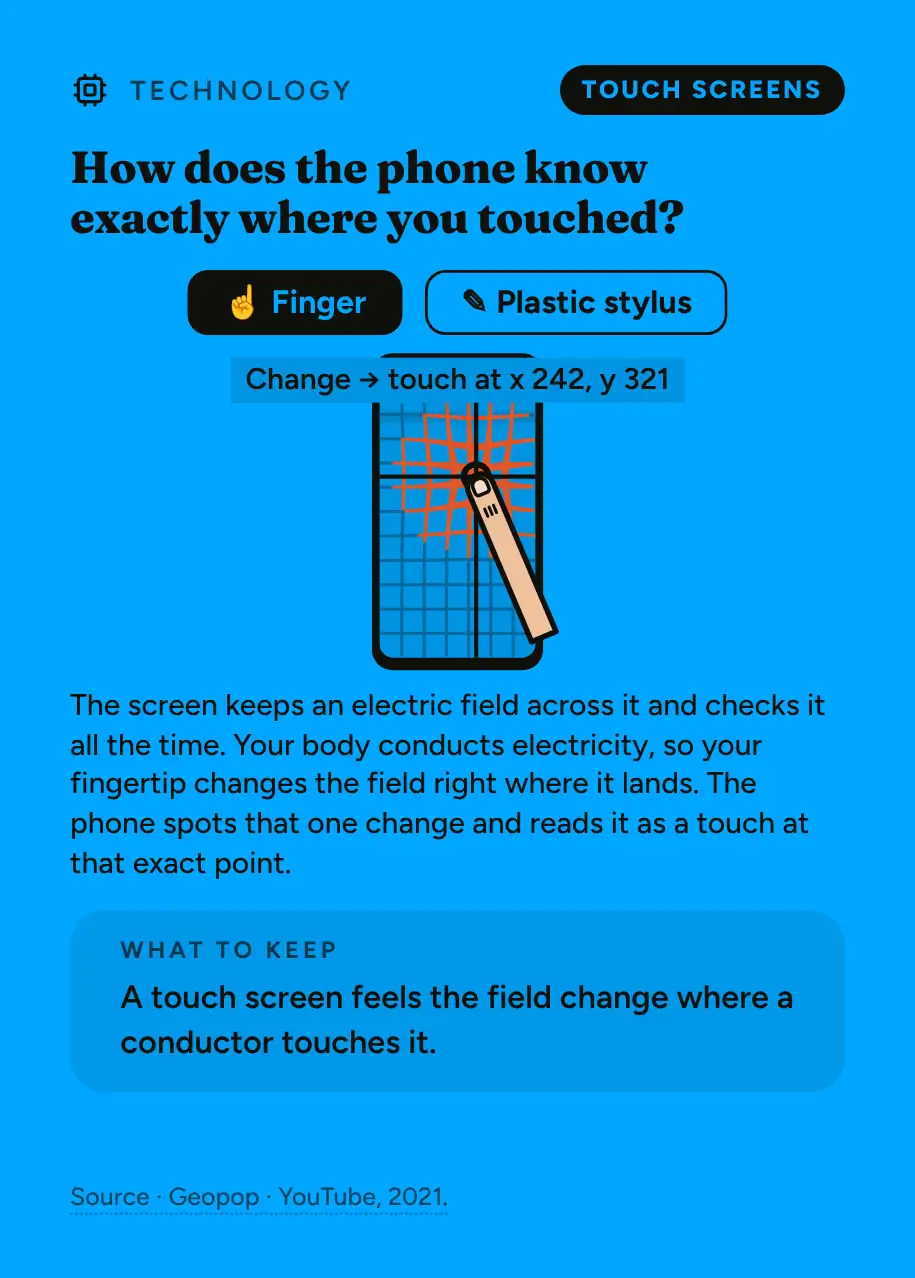 TECHNOLOGY
TOUCH SCREENS
How does the phone know
exactly where you touched?
☝ Finger
✎ Plastic stylus
Change → touch at x 242, y 321
The screen keeps an electric field across it and checks it
all the time. Your body conducts electricity, so your
fingertip changes the field right where it lands. The
phone spots that one change and reads it as a touch at
that exact point.
WHAT TO KEEP
A touch screen feels the field change where a
conductor touches it.
Source · Geopop · YouTube, 2021.